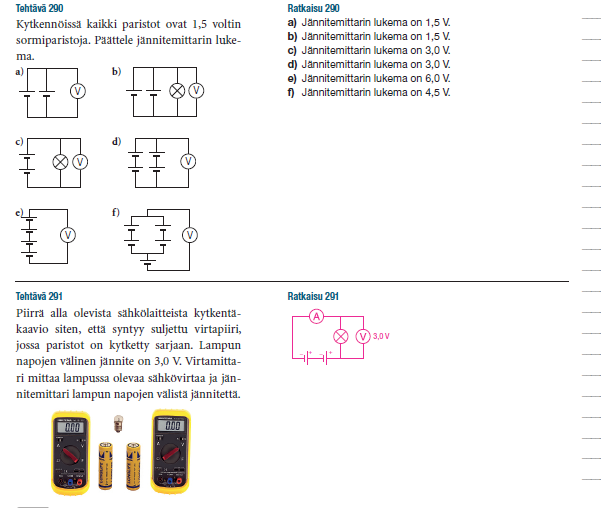 Tehtävä 290
Kytkennöissä kaikki paristot ovat 1,5 voltin
sormiparistoja. Päättele jännitemittarin luke-
ma.
a)
V
b)
V
c)
V
d)
V
e)
V
f)
V
Ratkaisu 290
a) Jännitemittarin lukema on 1,5 V.
b) Jännitemittarin lukema on 1,5 V.
c) Jännitemittarin lukema on 3,0 V.
d) Jännitemittarin lukema on 3,0 V.
e) Jännitemittarin lukema on 6,0 V.
f) Jännitemittarin lukema on 4,5 V.
Tehtävä 291
Piirrä alla olevista sähkölaitteista kytkentä-
kaavio siten, että syntyy suljettu virtapiiri,
jossa paristot on kytketty sarjaan. Lampun
napojen välinen jännite on 3,0 V. Virtamitta-
ri mittaa lampussa olevaa sähkövirtaa ja jän-
nitemittari lampun napojen välistä jännitettä.
0.00
0.00
Ratkaisu 291
A
V 3,0 V
- + - +